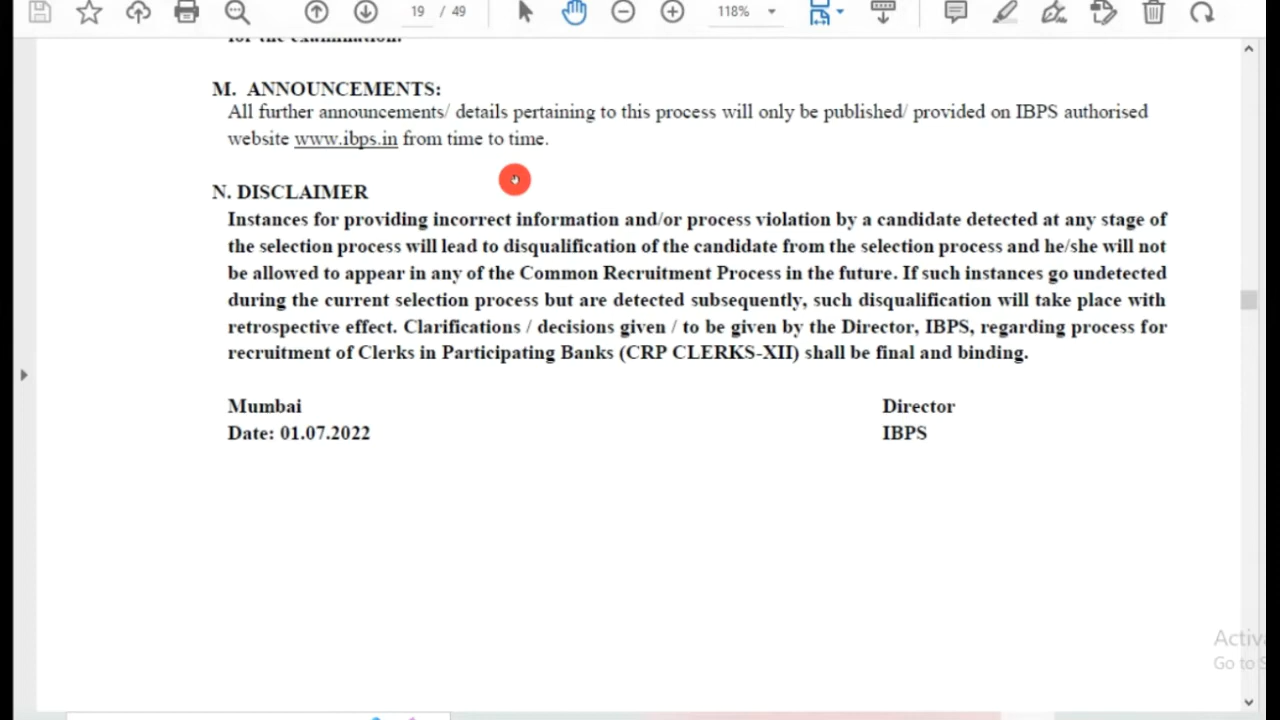 19 / 49
118%
for the examination.
M. ANNOUNCEMENTS:
All further announcements/ details pertaining to this process will only be published/ provided on IBPS authorised
website www.ibps.in from time to time.
N. DISCLAIMER
Instances for providing incorrect information and/or process violation by a candidate detected at any stage of
the selection process will lead to disqualification of the candidate from the selection process and he/she will not
be allowed to appear in any of the Common Recruitment Process in the future. If such instances go undetected
during the current selection process but are detected subsequently, such disqualification will take place with
retrospective effect. Clarifications / decisions given / to be given by the Director, IBPS, regarding process for
recruitment of Clerks in Participating Banks (CRP CLERKS-XII) shall be final and binding.
Mumbai Director
Date: 01.07.2022 IBPS
Go to